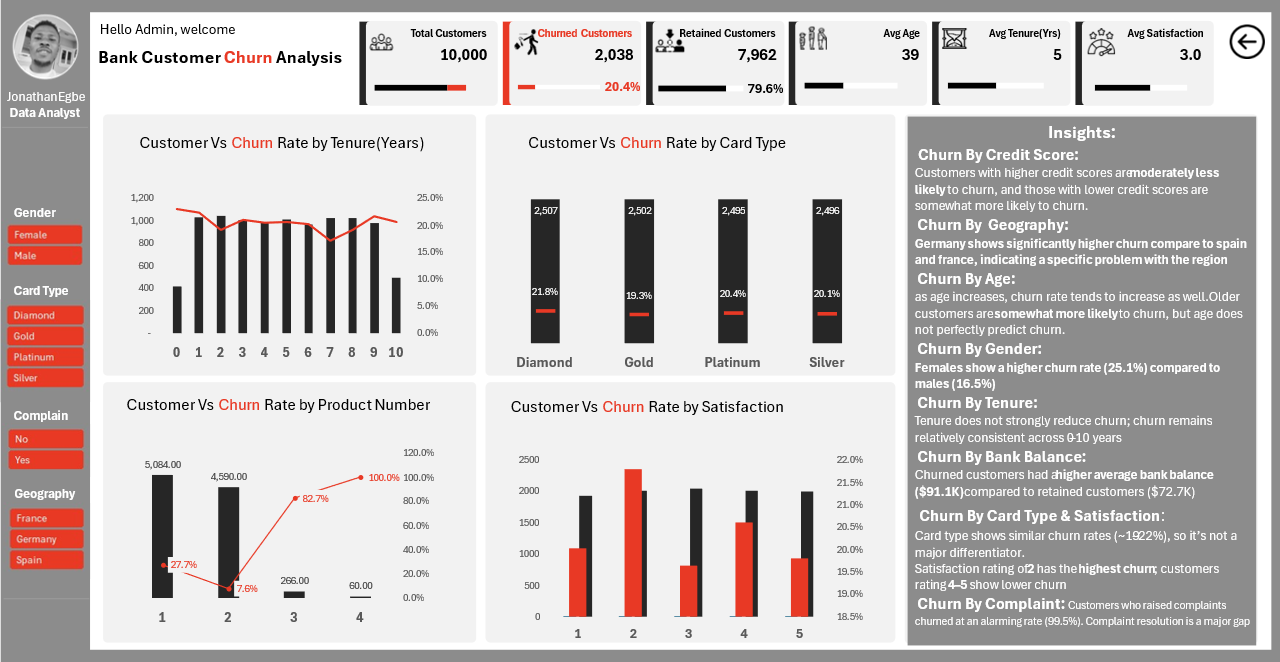 Hello Admin, welcome
Bank Customer Churn Analysis
JonathanEgbe
Data Analyst
Total Customers
10,000
Churned Customers
2,038
20.4%
Retained Customers
7,962
79.6%
Avg Age
39
Avg Tenure(Yrs)
5
Avg Satisfaction
3.0
Gender
Female
Male
Card Type
Diamond
Gold
Platinum
Silver
Complain
No
Yes
Geography
France
Germany
Spain
Customer Vs Churn Rate by Tenure(Years)
1,200
1,000
800
600
400
200
-
25.0%
20.0%
15.0%
10.0%
5.0%
0.0%
0 1 2 3 4 5 6 7 8 9 10
Customer Vs Churn Rate by Card Type
2,507 2,502 2,495 2,496
21.8% 19.3% 20.4% 20.1%
Diamond Gold Platinum Silver
Customer Vs Churn Rate by Product Number
5,084.00
4,590.00
266.00
60.00
27.7%
7.6%
82.7%
100.0%
120.0%
100.0%
80.0%
60.0%
40.0%
20.0%
0.0%
1 2 3 4
Customer Vs Churn Rate by Satisfaction
2500
2000
1500
1000
500
0
22.0%
21.5%
21.0%
20.5%
20.0%
19.5%
19.0%
18.5%
1 2 3 4 5
Insights:
Churn By Credit Score:
Customers with higher credit scores are moderately less
likely to churn, and those with lower credit scores are
somewhat more likely to churn.
Churn By Geography:
Germany shows significantly higher churn compare to spain
and france, indicating a specific problem with the region
Churn By Age:
as age increases, churn rate tends to increase as well.Older
customers are somewhat more likely to churn, but age does
not perfectly predict churn.
Churn By Gender:
Females show a higher churn rate (25.1%) compared to
males (16.5%)
Churn By Tenure:
Tenure does not strongly reduce churn; churn remains
relatively consistent across 0-10 years
Churn By Bank Balance:
Churned customers had a higher average bank balance
($91.1K) compared to retained customers ($72.7K)
Churn By Card Type & Satisfaction:
Card type shows similar churn rates (~19-22%), so it's not a
major differentiator.
Satisfaction rating of 2 has the highest churn; customers
rating 4–5 show lower churn
Churn By Complaint: Customers who raised complaints
churned at an alarming rate (99.5%). Complaint resolution is a major gap